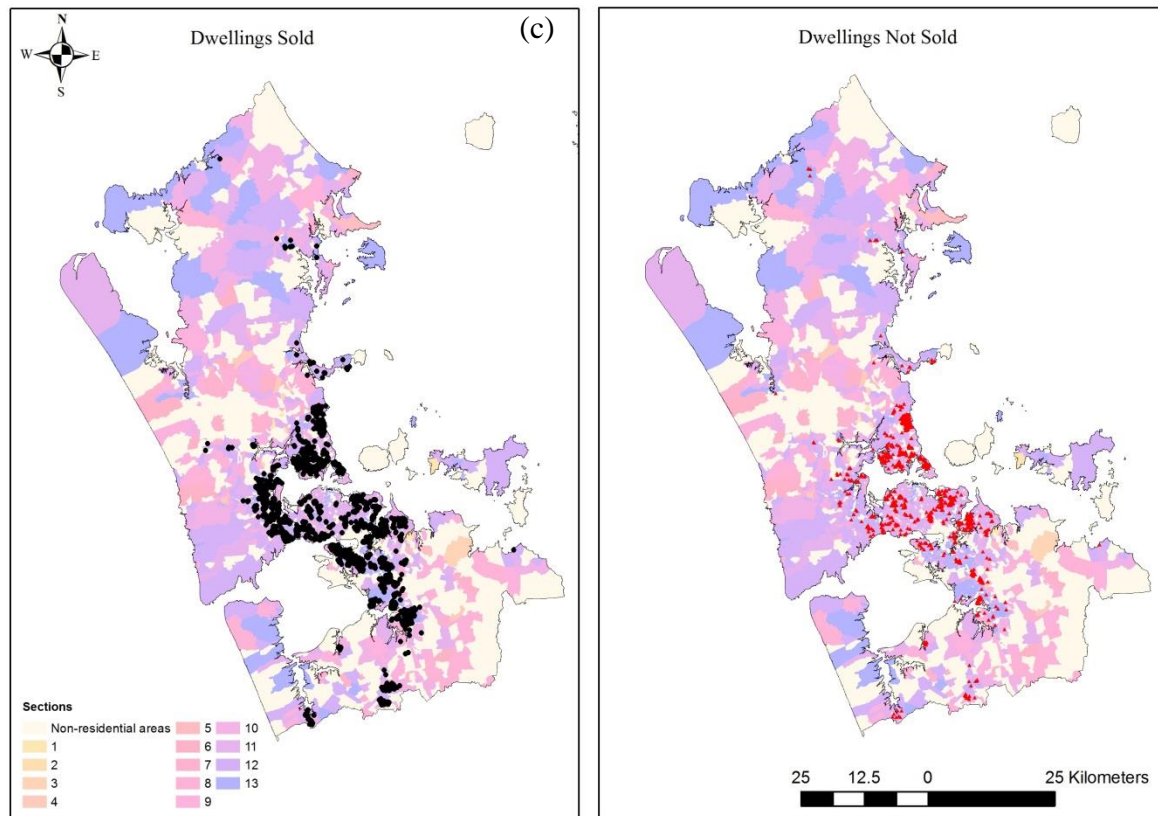 N
W E
S
Dwellings Sold
(c)
Dwellings Not Sold
Sections
Non-residential areas
1
2
3
4
5
6
7
8
9
10
11
12
13
25 12.5 0 25 Kilometers